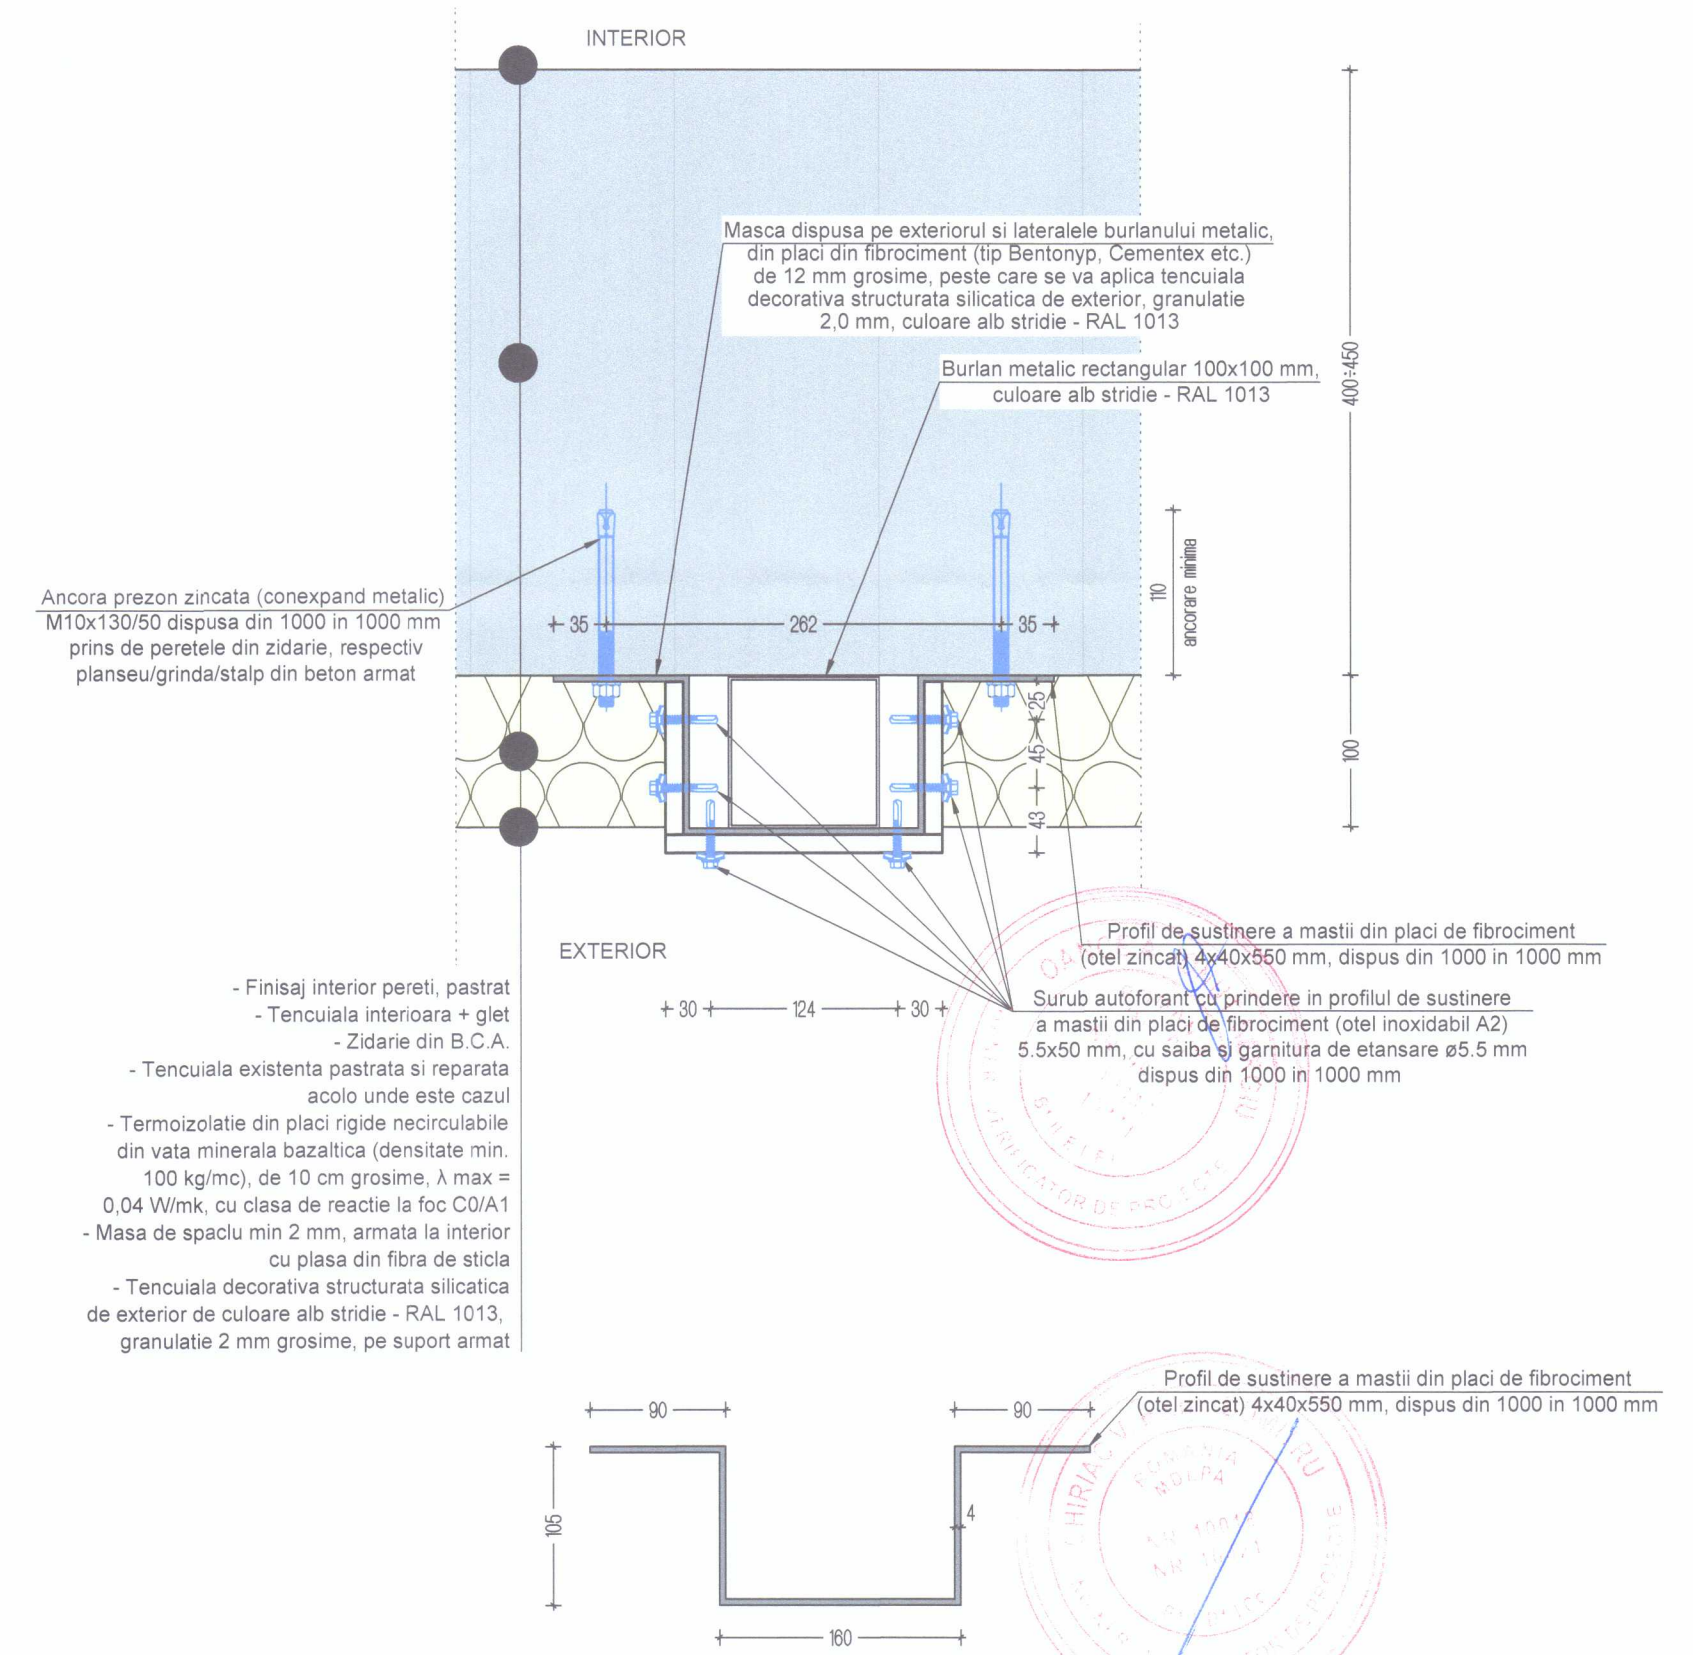 INTERIOR
Masca dispusa pe exteriorul si lateralele burlanului metalic,
din placi din fibrociment (tip Bentonyp, Cementex etc.)
de 12 mm grosime, peste care se va aplica tencuiala
decorativa structurata silicatica de exterior, granulatie
2,0 mm, culoare alb stridie - RAL 1013
Burlan metalic rectangular 100x100 mm,
culoare alb stridie - RAL 1013
400÷450
110
ancorare minima
Ancora prezon zincata (conexpand metalic)
M10x130/50 dispusa din 1000 in 1000 mm
prins de peretele din zidarie, respectiv
planseu/grinda/stalp din beton armat
35
262
35
25
45
43
100
EXTERIOR
30
124
30
Profil de sustinere a mastii din placi de fibrociment
(otel zincat) 4x40x550 mm, dispus din 1000 in 1000 mm
Surub autoforant cu prindere in profilul de sustinere
a mastii din placi de fibrociment (otel inoxidabil A2)
5.5x50 mm, cu saiba si garnitura de etansare ø5.5 mm
dispus din 1000 in 1000 mm
VERIFICATOR DE PROIECTE
- Finisaj interior pereti, pastrat
- Tencuiala interioara + glet
- Zidarie din B.C.A.
- Tencuiala existenta pastrata si reparata
acolo unde este cazul
- Termoizolatie din placi rigide necirculabile
din vata minerala bazaltica (densitate min.
100 kg/mc), de 10 cm grosime, λ max =
0,04 W/mk, cu clasa de reactie la foc C0/A1
- Masa de spaclu min 2 mm, armata la interior
cu plasa din fibra de sticla
- Tencuiala decorativa structurata silicatica
de exterior de culoare alb stridie - RAL 1013,
granulatie 2 mm grosime, pe suport armat
Profil de sustinere a mastii din placi de fibrociment
(otel zincat) 4x40x550 mm, dispus din 1000 in 1000 mm
90
90
105
4
160
ROMANIA
MDLPA